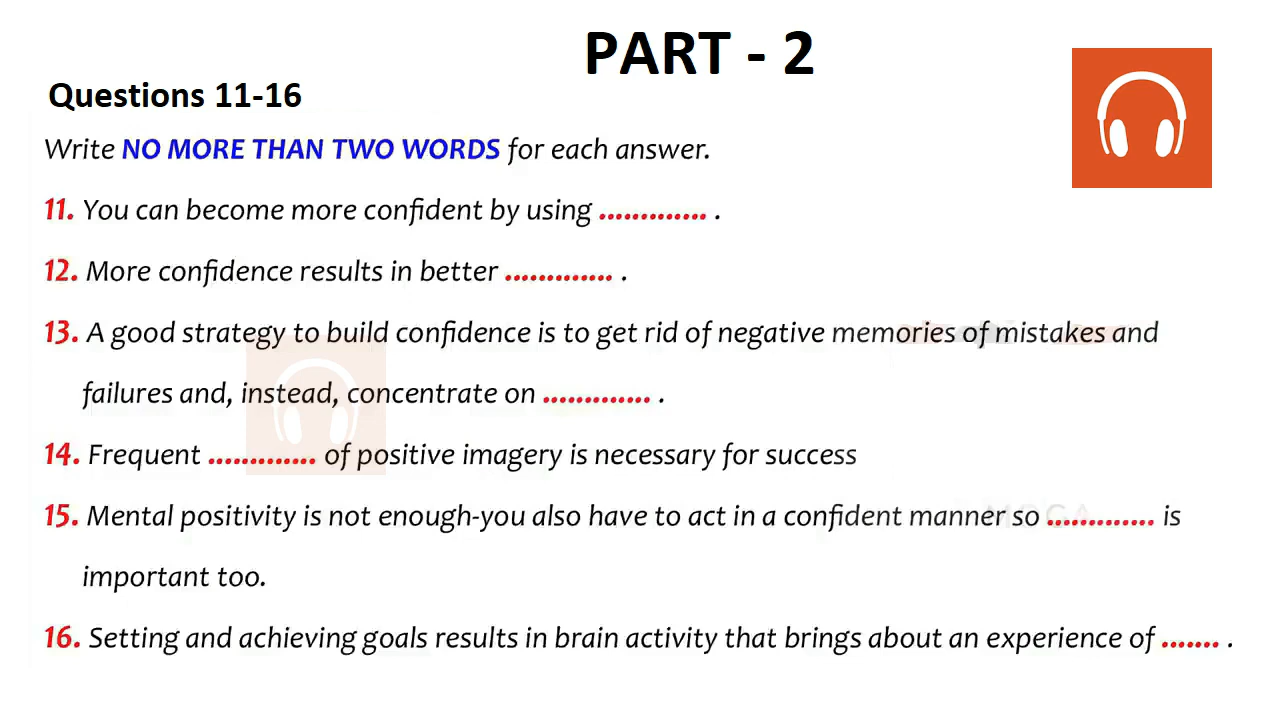 PART - 2
Questions 11-16
Write NO MORE THAN TWO WORDS for each answer.
11. You can become more confident by using ............. .
12. More confidence results in better ............. .
13. A good strategy to build confidence is to get rid of negative memories of mistakes and
failures and, instead, concentrate on ............. .
14. Frequent ............. of positive imagery is necessary for success
15. Mental positivity is not enough-you also have to act in a confident manner so ............. is
important too.
16. Setting and achieving goals results in brain activity that brings about an experience of ....... .